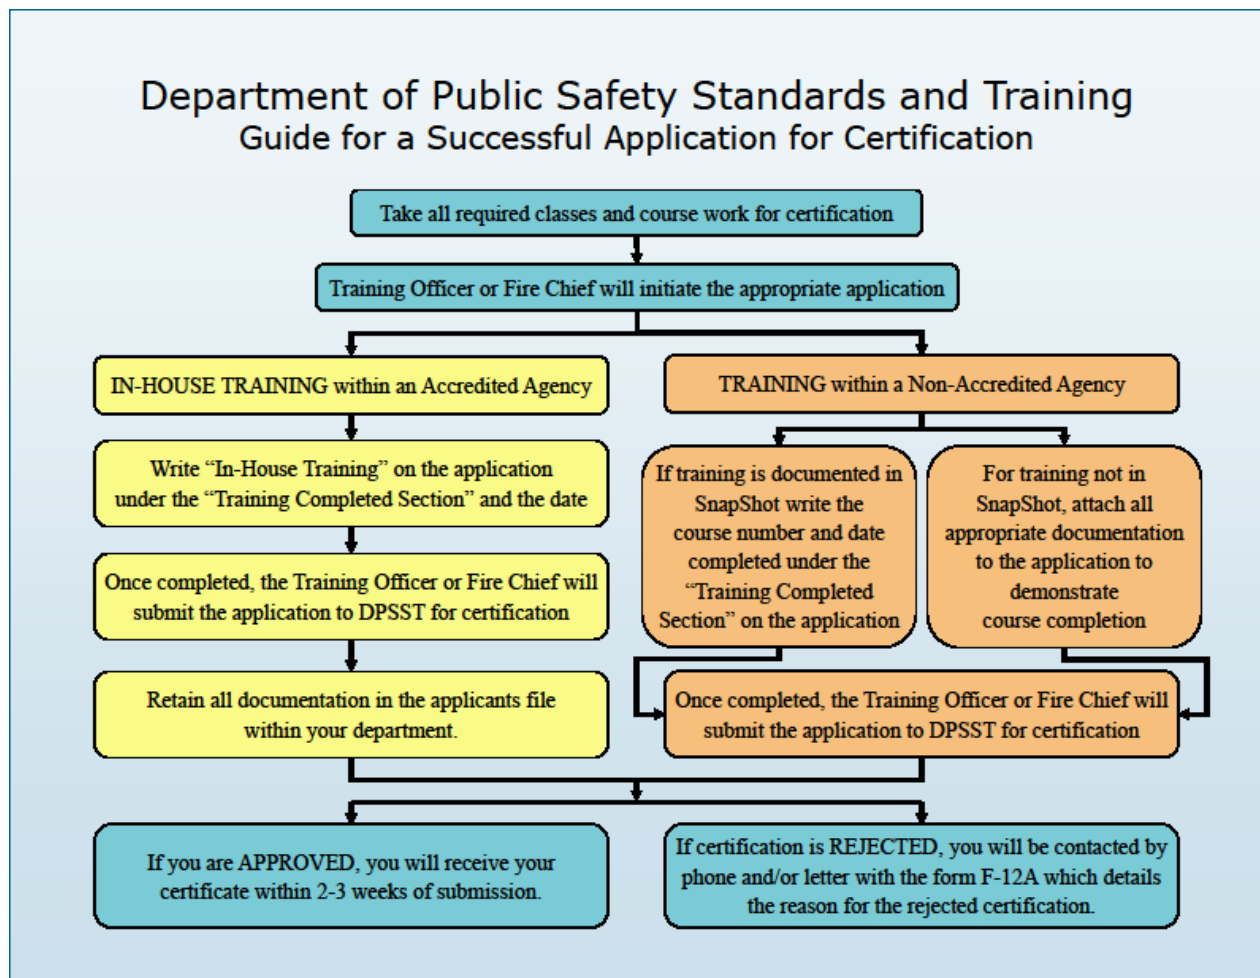 Department of Public Safety Standards and Training
Guide for a Successful Application for Certification
Take all required classes and course work for certification
Training Officer or Fire Chief will initiate the appropriate application
IN-HOUSE TRAINING within an Accredited Agency
Write “In-House Training” on the application
under the “Training Completed Section” and the date
Once completed, the Training Officer or Fire Chief will
submit the application to DPSST for certification
Retain all documentation in the applicants file
within your department.
TRAINING within a Non-Accredited Agency
If training is documented in
SnapShot write the
course number and date
completed under the
“Training Completed
Section” on the application
For training not in
SnapShot, attach all
appropriate documentation
to the application to
demonstrate
course completion
Once completed, the Training Officer or Fire Chief will
submit the application to DPSST for certification
If you are APPROVED, you will receive your
certificate within 2-3 weeks of submission.
If certification is REJECTED, you will be contacted by
phone and/or letter with the form F-12A which details
the reason for the rejected certification.